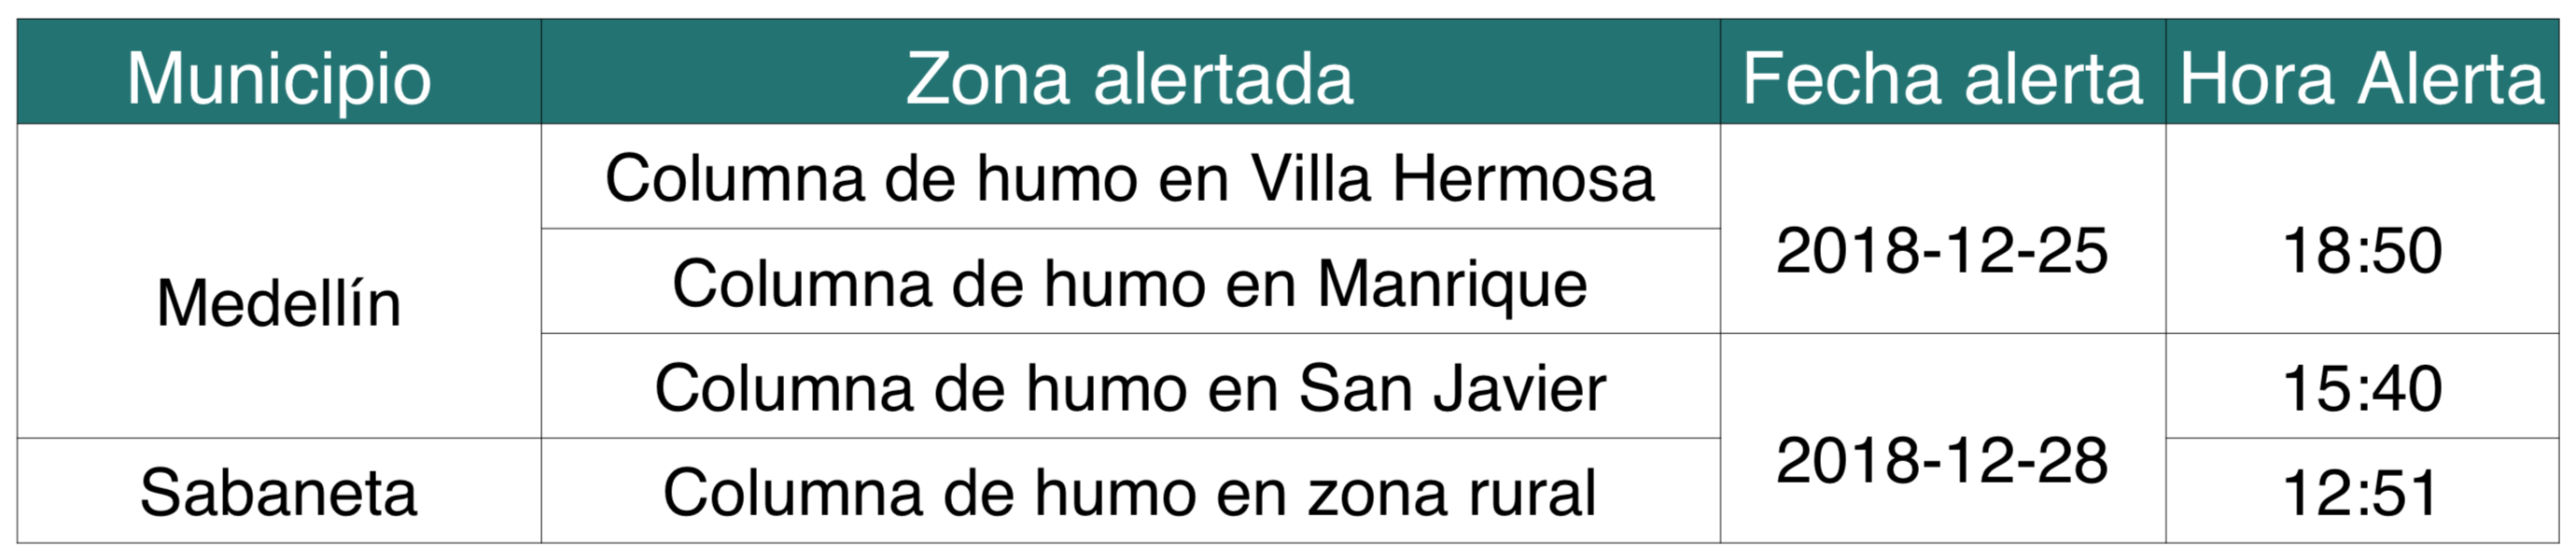 Municipio Zona alertada Fecha alerta Hora Alerta
Columna de humo en Villa Hermosa
2018-12-25 18:50
Columna de humo en Manrique
Medellín
Columna de humo en San Javier 15:40
2018-12-28
Sabaneta Columna de humo en zona rural 12:51